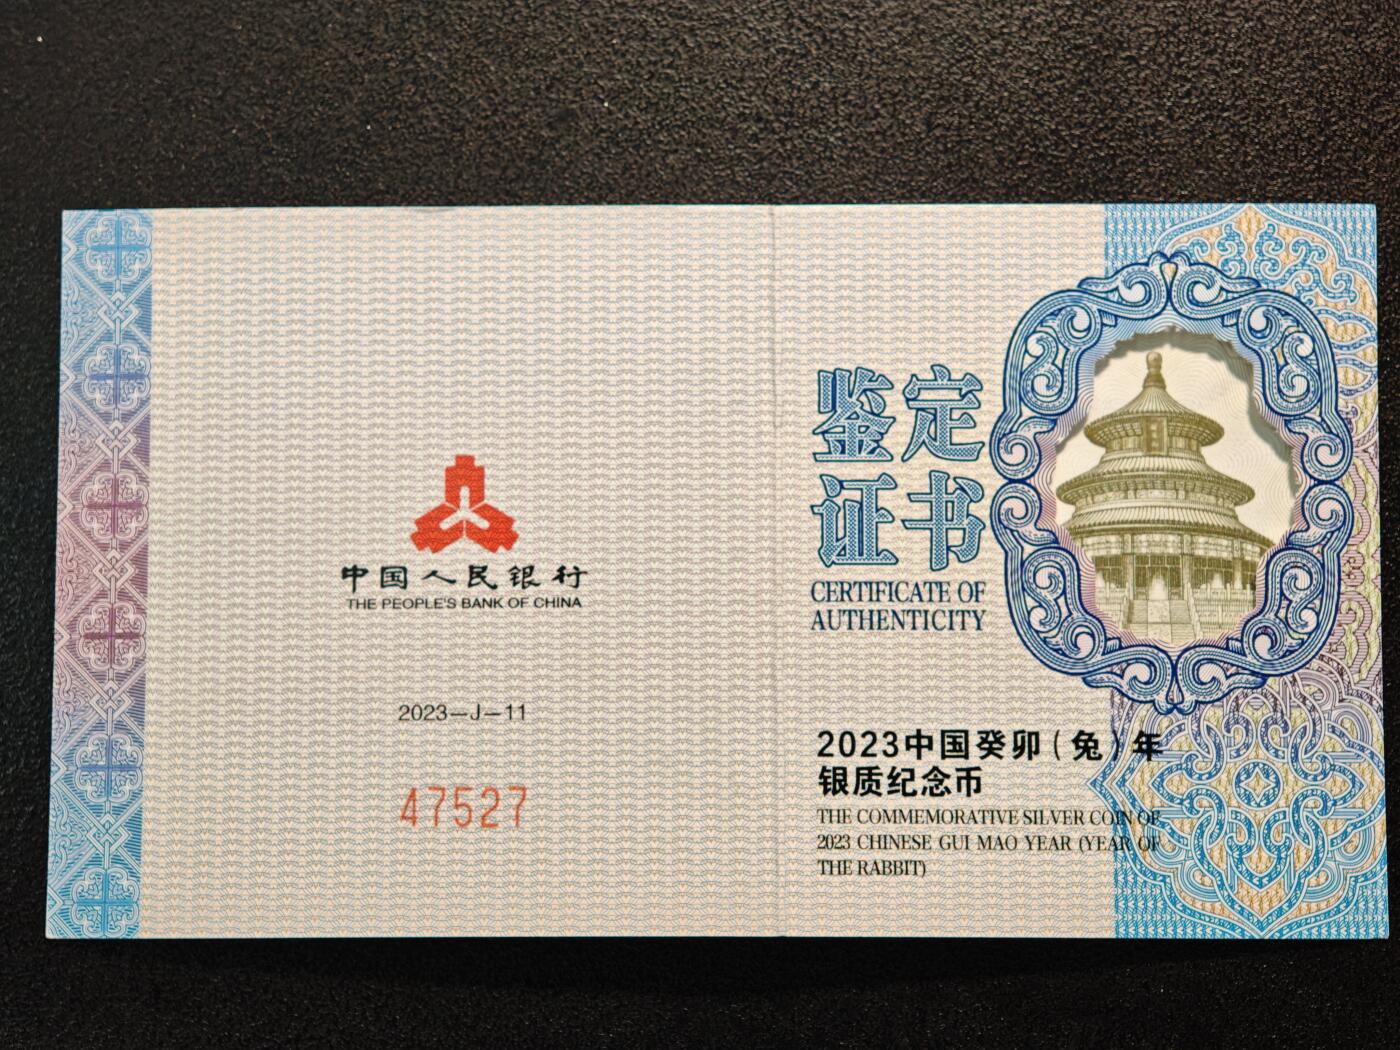 中国人民银行
THE PEOPLE'S BANK OF CHINA
2023—J—11
47527
鉴定
证书
CERTIFICATE OF
AUTHENTICITY
2023中国癸卯（兔）年
银质纪念币
THE COMMEMORATIVE SILVER COIN OF
2023 CHINESE GUI MAO YEAR (YEAR OF
THE RABBIT)